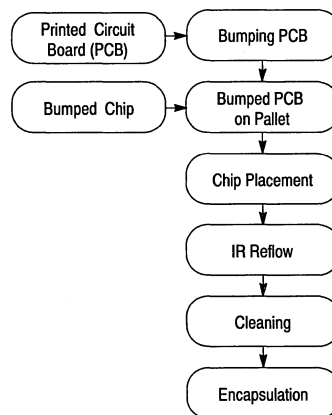 Printed Circuit
Board (PCB)
Bumping PCB
Bumped Chip
Bumped PCB
on Pallet
Chip Placement
IR Reflow
Cleaning
Encapsulation